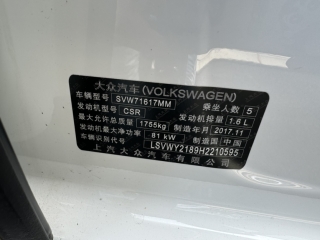 大众汽车(VOLKSWAGEN)
车辆型号 SVW71617MM 乘坐人数 5
发动机型号 CSR 发动机排量 1.6 L
最大允许总质量 1755kg 制造年月 2017.11
发动机最大净功率 81 kW 制造国 中国
车辆识别代号 LSVWY2189H2210595
上汽大众汽车有限公司